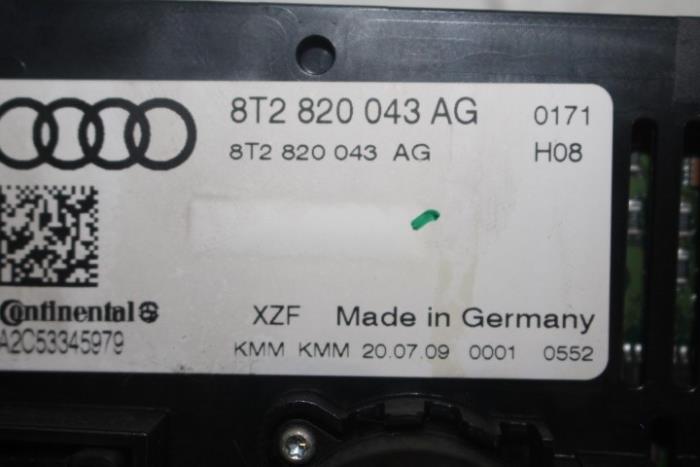 8T2 820 043 AG 0171
8T2 820 043 AG H08
Continental
XZF Made in Germany
A2C53345979
KMM KMM 20.07.09 0001 0552